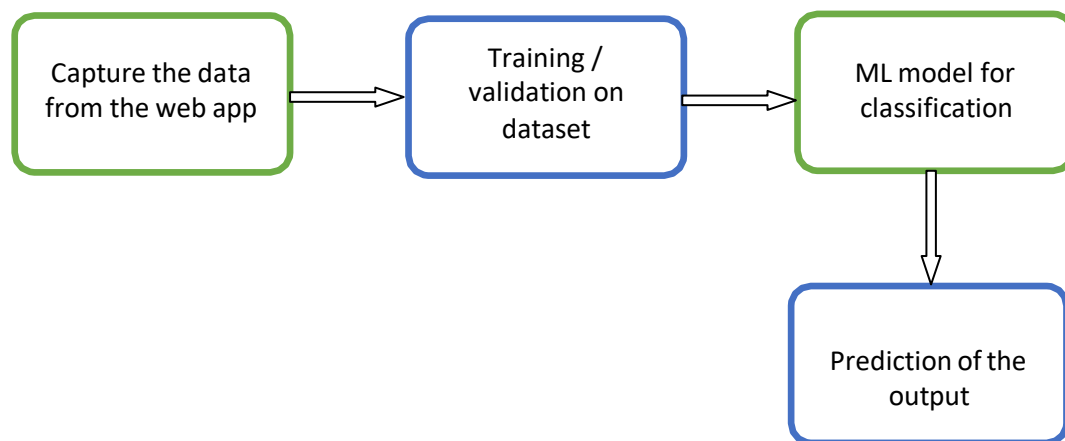 Capture the data
from the web app
Training /
validation on
dataset
ML model for
classification
Prediction of the
output